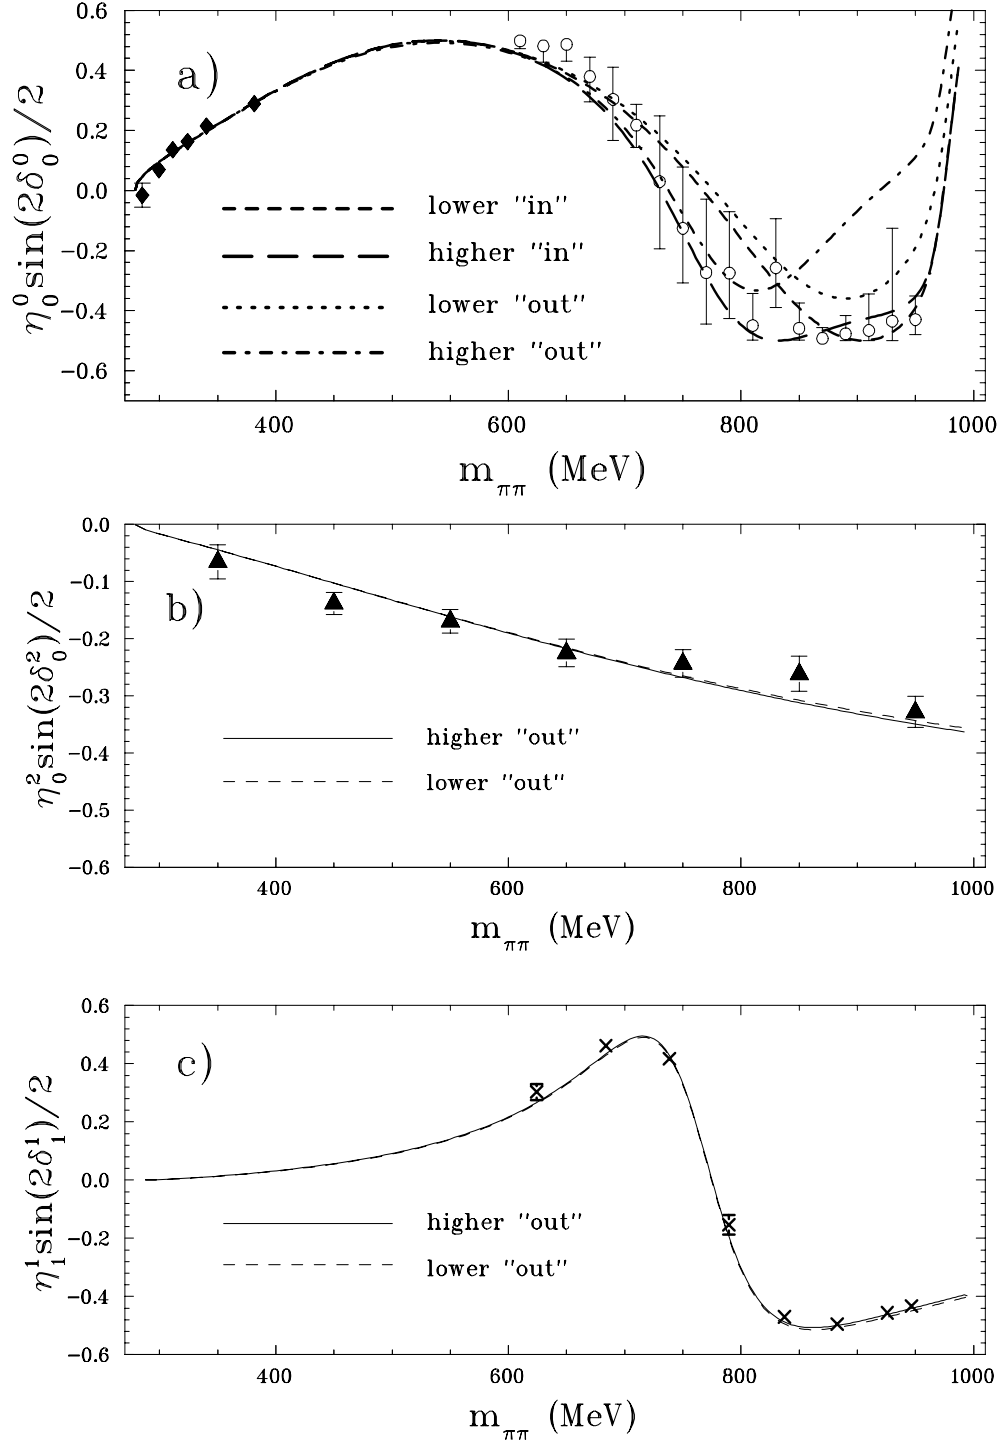 0.6
0.4
0.2
0.0
−0.2
−0.4
−0.6
η₀⁰sin(2δ₀⁰)/2
a)
lower "in"
higher "in"
lower "out"
higher "out"
400 600 800 1000
m_ππ (MeV)
0.0
−0.1
−0.2
−0.3
−0.4
−0.5
−0.6
η₀²sin(2δ₀²)/2
b)
higher "out"
lower "out"
400 600 800 1000
m_ππ (MeV)
0.6
0.4
0.2
0.0
−0.2
−0.4
−0.6
η₁¹sin(2δ₁¹)/2
c)
higher "out"
lower "out"
400 600 800 1000
m_ππ (MeV)